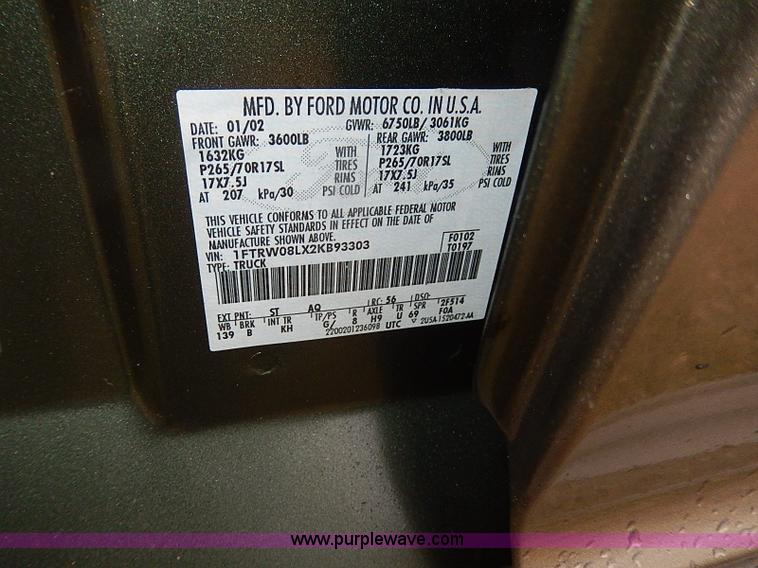 MFD. BY FORD MOTOR CO. IN U.S.A.
DATE: 01/02 GVWR: 6750LB/ 3061KG
FRONT GAWR: 3600LB REAR GAWR: 3800LB
1632KG WITH 1723KG WITH
P265/70R17SL TIRES P265/70R17SL TIRES
17X7.5J RIMS 17X7.5J RIMS
AT 207 kPa/30 PSI COLD AT 241 kPa/35 PSI COLD
THIS VEHICLE CONFORMS TO ALL APPLICABLE FEDERAL MOTOR
VEHICLE SAFETY STANDARDS IN EFFECT ON THE DATE OF
MANUFACTURE SHOWN ABOVE.
VIN: 1FTRW08LX2KB93303 F0102
TYPE: TRUCK T0197
EXT PNT: ST AQ RC: 56 DSO: 2F514
WB BRK INT TR TP/PS R AXLE TR SPR F0A
139 B KH G/ 8 H9 U 69
2200201236098 UTC ▽ 2U5A-1520472-AA
www.purplewave.com